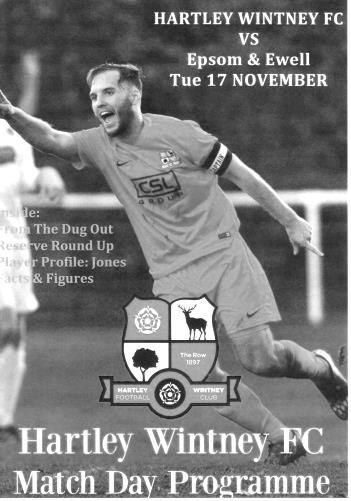 HARTLEY WINTNEY FC
VS
Epsom & Ewell
Tue 17 NOVEMBER
CAPTAIN
CSL
GROUP
Inside:
From The Dug Out
Reserve Round Up
Player Profile: Jones
Facts & Figures
The Row
1897
HARTLEY WINTNEY
FOOTBALL CLUB
Hartley Wintney FC
Match Day Programme